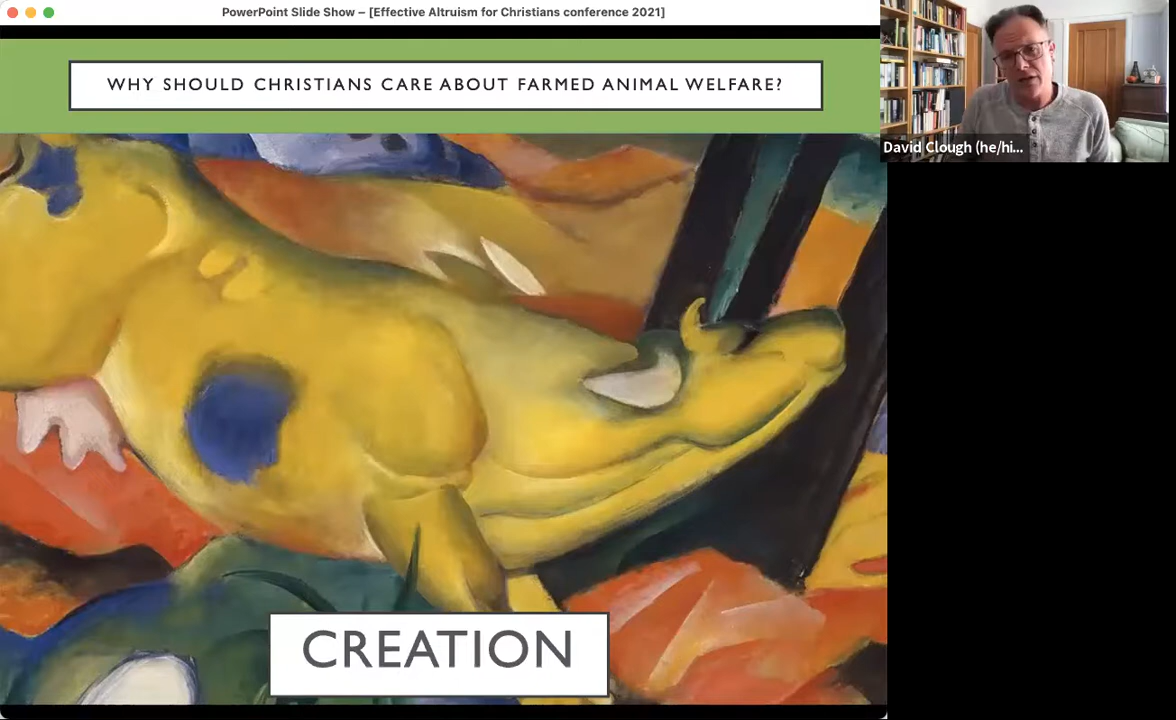 PowerPoint Slide Show – [Effective Altruism for Christians conference 2021]
WHY SHOULD CHRISTIANS CARE ABOUT FARMED ANIMAL WELFARE?
David Clough (he/hi...
CREATION